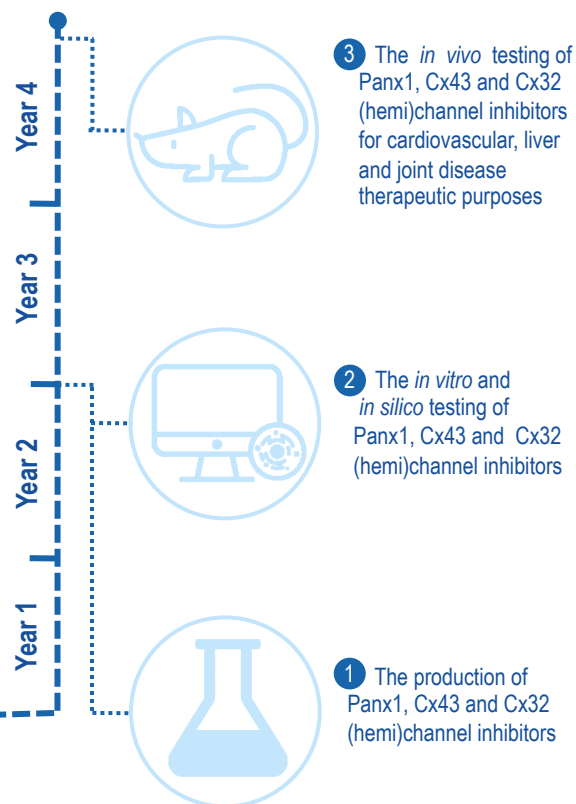 Year 4
Year 3
Year 2
Year 1
3 The in vivo testing of
Panx1, Cx43 and Cx32
(hemi)channel inhibitors
for cardiovascular, liver
and joint disease
therapeutic purposes
2 The in vitro and
in silico testing of
Panx1, Cx43 and Cx32
(hemi)channel inhibitors
1 The production of
Panx1, Cx43 and Cx32
(hemi)channel inhibitors